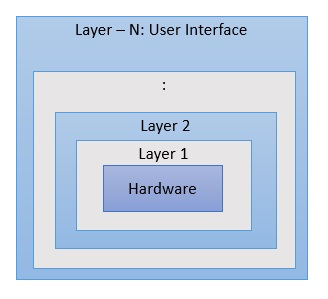 Layer – N: User Interface
:
Layer 2
Layer 1
Hardware